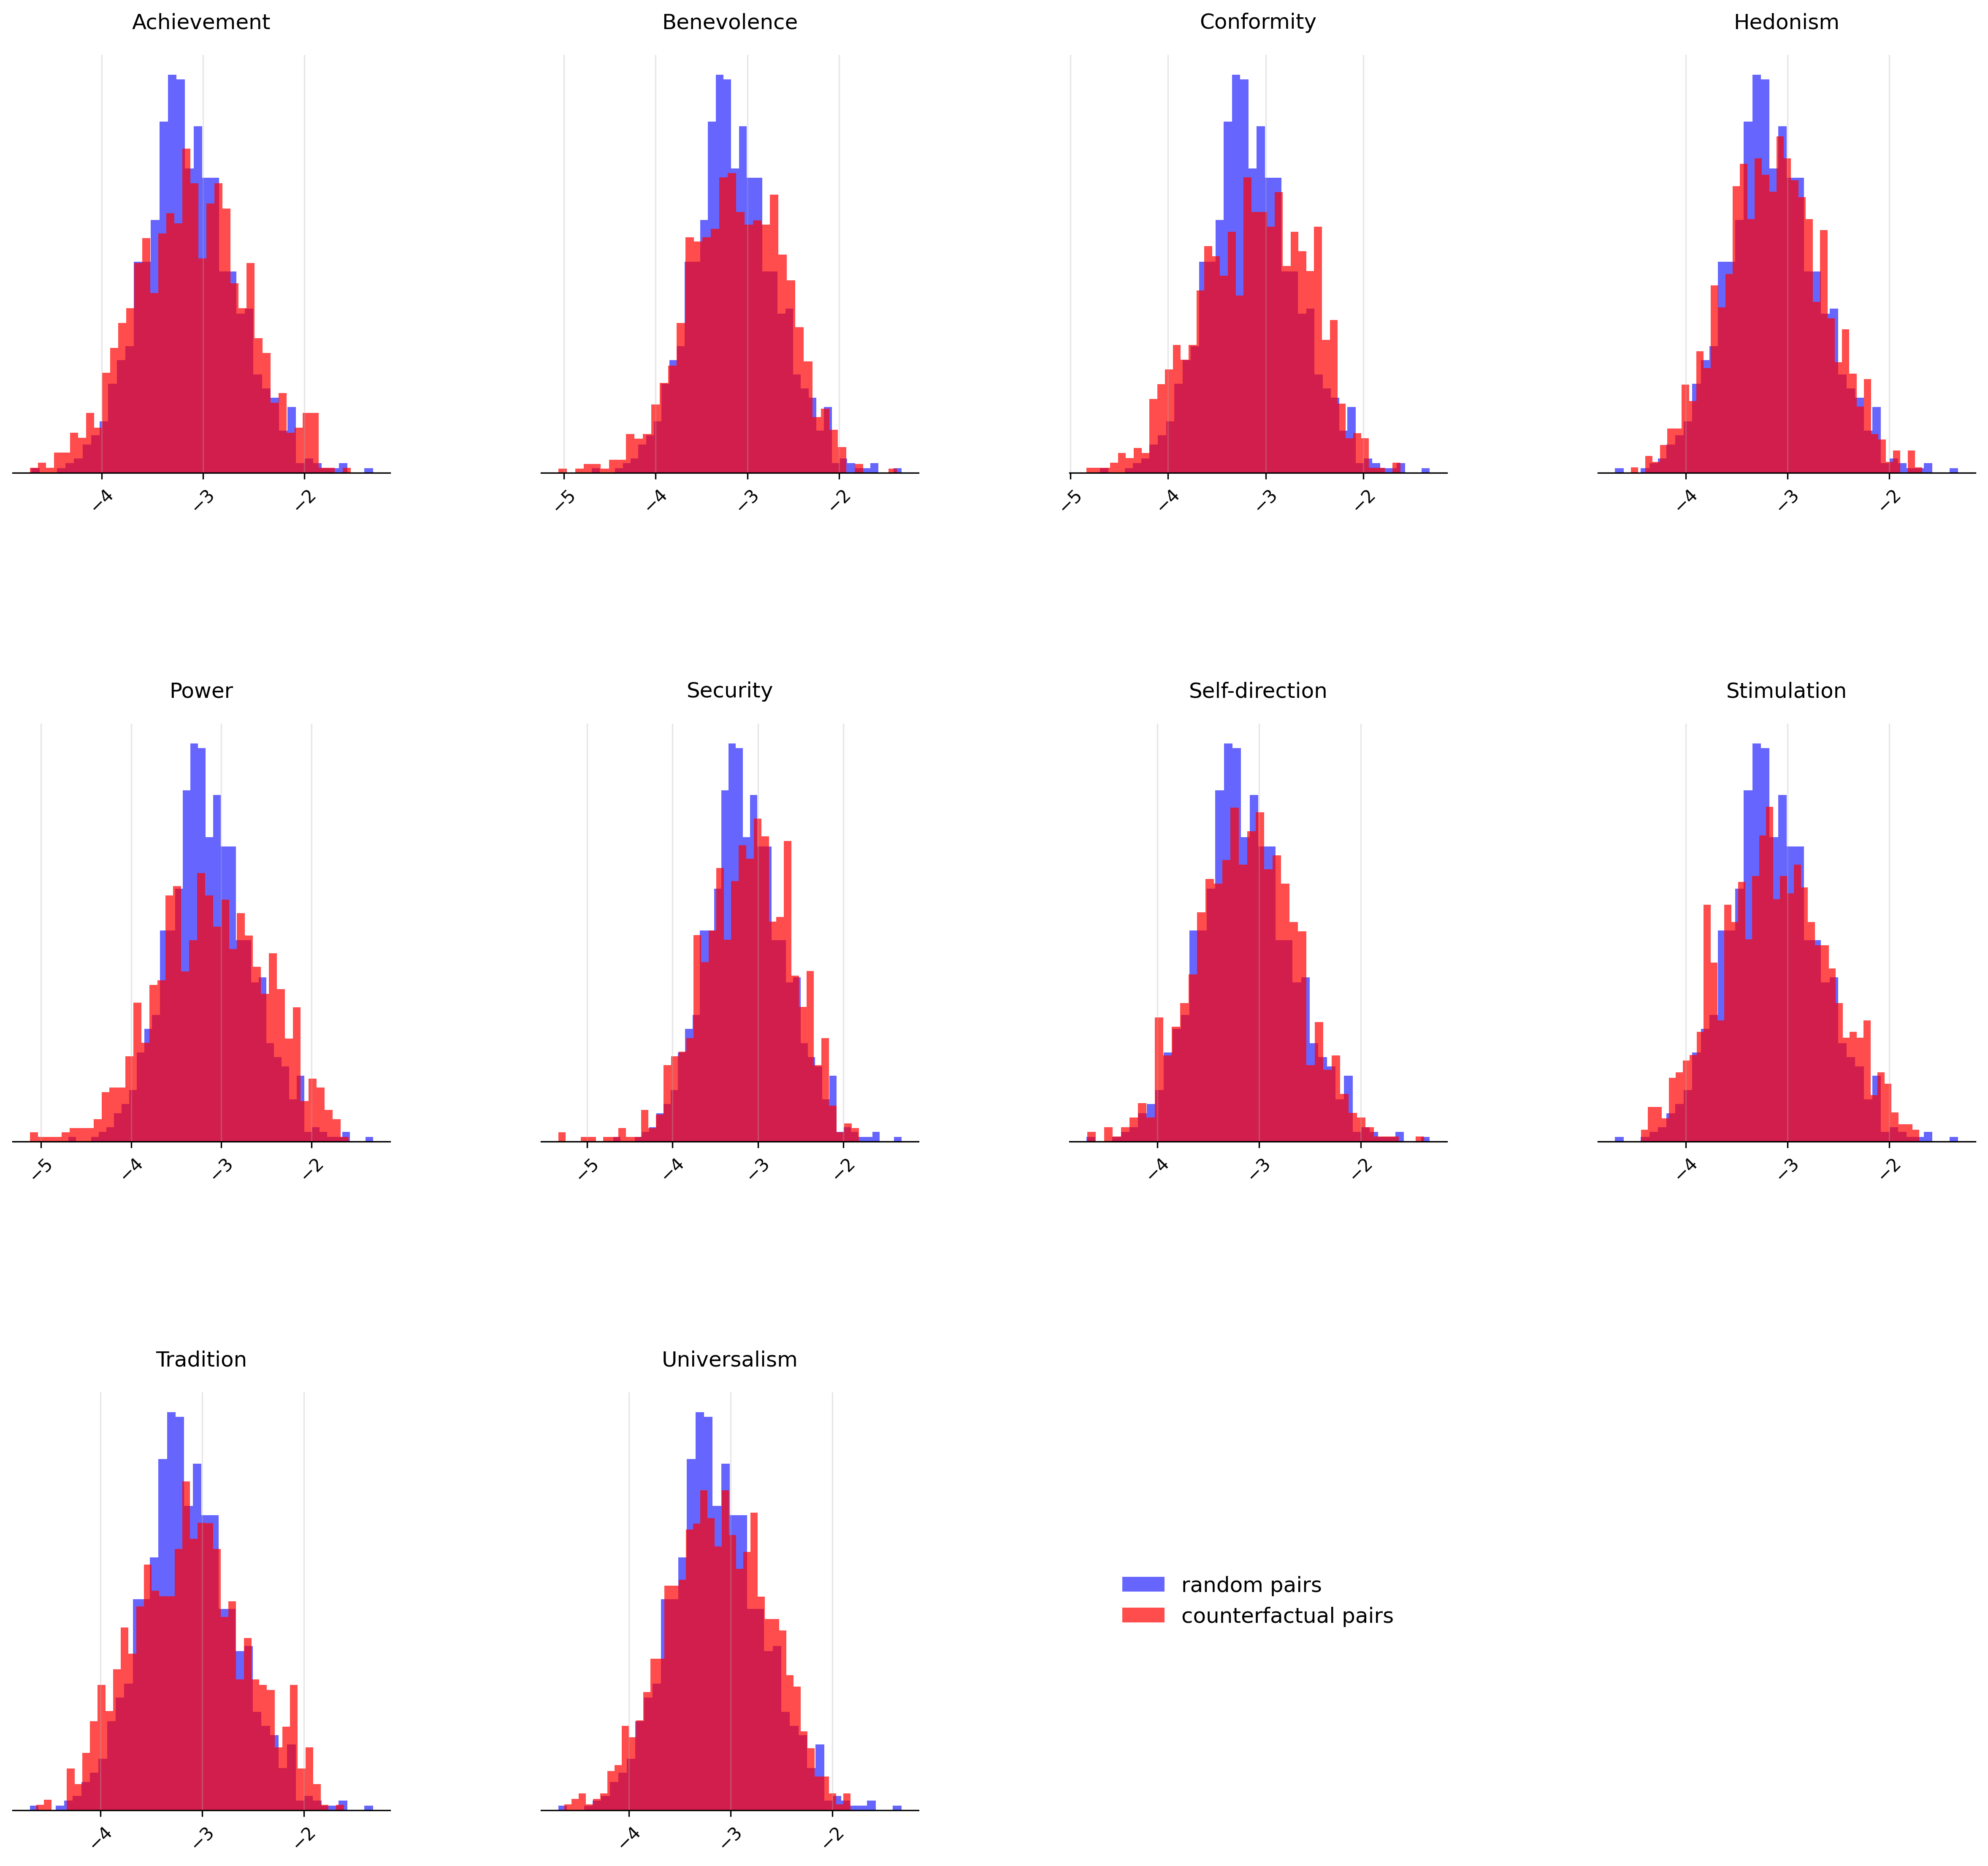 Achievement
Benevolence
Conformity
Hedonism
−4 −3 −2
−5 −4 −3 −2
−5 −4 −3 −2
−4 −3 −2
Power
Security
Self-direction
Stimulation
−5 −4 −3 −2
−5 −4 −3 −2
−4 −3 −2
−4 −3 −2
Tradition
Universalism
random pairs
counterfactual pairs
−4 −3 −2
−4 −3 −2